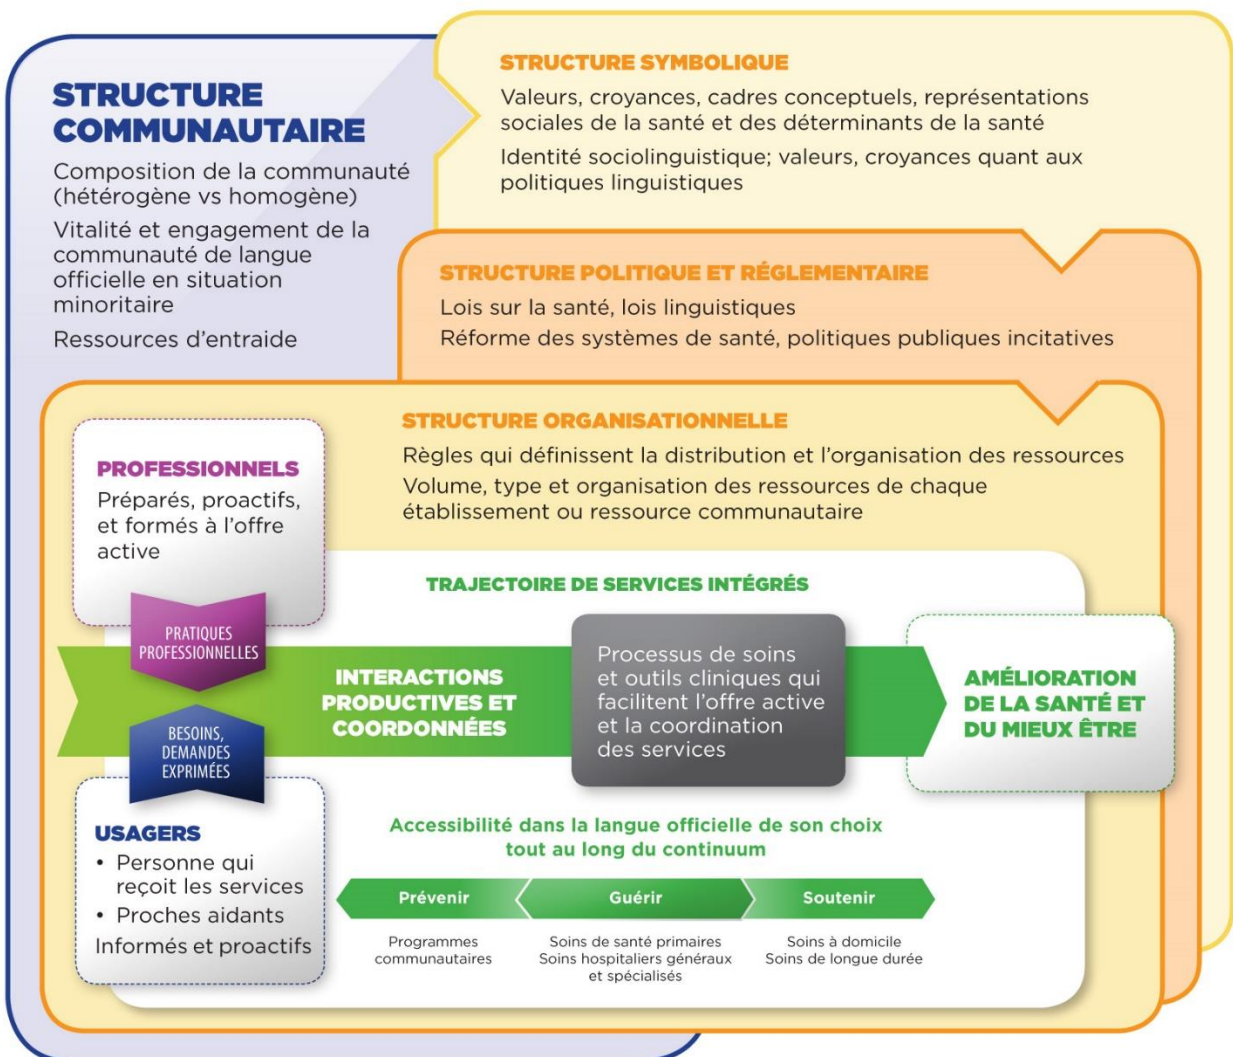 STRUCTURE
COMMUNAUTAIRE
Composition de la communauté
(hétérogène vs homogène)
Vitalité et engagement de la
communauté de langue
officielle en situation
minoritaire
Ressources d’entraide
STRUCTURE SYMBOLIQUE
Valeurs, croyances, cadres conceptuels, représentations
sociales de la santé et des déterminants de la santé
Identité sociolinguistique; valeurs, croyances quant aux
politiques linguistiques
STRUCTURE POLITIQUE ET RÉGLEMENTAIRE
Lois sur la santé, lois linguistiques
Réforme des systèmes de santé, politiques publiques incitatives
STRUCTURE ORGANISATIONNELLE
Règles qui définissent la distribution et l’organisation des ressources
Volume, type et organisation des ressources de chaque
établissement ou ressource communautaire
PROFESSIONNELS
Préparés, proactifs,
et formés à l’offre
active
PRATIQUES
PROFESSIONNELLES
BESOINS,
DEMANDES
EXPRIMÉES
USAGERS
• Personne qui
reçoit les services
• Proches aidants
Informés et proactifs
TRAJECTOIRE DE SERVICES INTÉGRÉS
INTERACTIONS
PRODUCTIVES ET
COORDONNÉES
Processus de soins
et outils cliniques qui
facilitent l’offre active
et la coordination
des services
AMÉLIORATION
DE LA SANTÉ ET
DU MIEUX ÊTRE
Accessibilité dans la langue officielle de son choix
tout au long du continuum
Prévenir
Guérir
Soutenir
Programmes
communautaires
Soins de santé primaires
Soins hospitaliers généraux
et spécialisés
Soins à domicile
Soins de longue durée